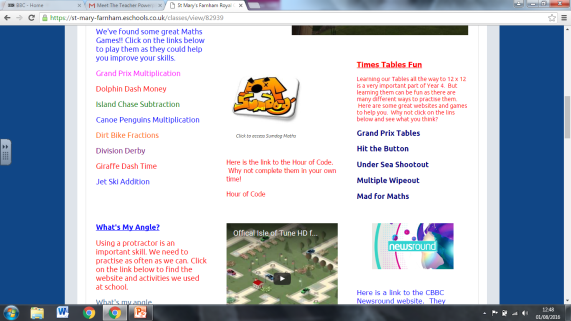 BBC - Home
Meet The Teacher Powerp
St Mary's Farnham Royal
https://st-mary-farnham.eschools.co.uk/classes/view/82939
We've found some great Maths
Games!! Click on the links below
to play them as they could help
you improve your skills.
Grand Prix Multiplication
Dolphin Dash Money
Island Chase Subtraction
Canoe Penguins Multiplication
Dirt Bike Fractions
Division Derby
Giraffe Dash Time
Jet Ski Addition
What's My Angle?
Using a protractor is an
important skill. We need to
practise as often as we can. Click
on the link below to find the
website and activities we used
at school.
What's my angle
Click to access Sumdog Maths
Here is the link to the Hour of Code.
Why not complete them in your own
time!
Hour of Code
Offical Isle of Tune HD f...
Times Tables Fun
Learning our Tables all the way to 12 x 12
is a very important part of Year 4. But
learning them can be fun as there are
many different ways to practise them.
Here are some great websites and games
to help you. Why not click on the lins
below and see what you think?
Grand Prix Tables
Hit the Button
Under Sea Shootout
Multiple Wipeout
Mad for Maths
newsround
Here is a link to the CBBC
Newsround website. They
12:48
01/08/2016